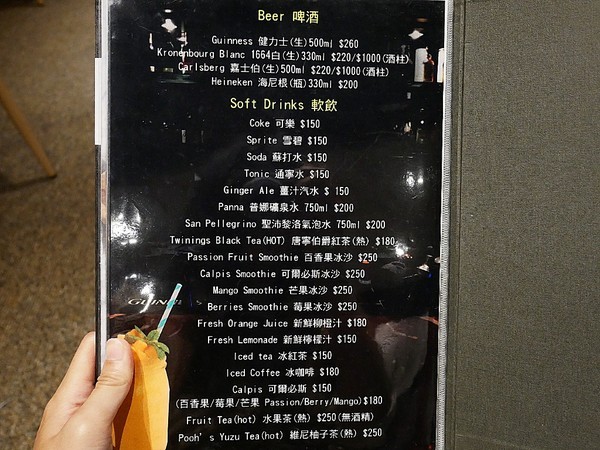 Beer 啤酒
Guinness 健力士(生)500ml $260
Kronenbourg Blanc 1664白(生)330ml $220/$1000(酒柱)
Carlsberg 嘉士伯(生)500ml $220/$1000(酒柱)
Heineken 海尼根(瓶)330ml $200
Soft Drinks 軟飲
Coke 可樂 $150
Sprite 雪碧 $150
Soda 蘇打水 $150
Tonic 通寧水 $150
Ginger Ale 薑汁汽水 $ 150
Panna 普娜礦泉水 750ml $200
San Pellegrino 聖沛黎洛氣泡水 750ml $200
Twinings Black Tea(HOT) 唐寧伯爵紅茶(熱) $180
Passion Fruit Smoothie 百香果冰沙 $250
Calpis Smoothie 可爾必斯冰沙 $250
Mango Smoothie 芒果冰沙 $250
Berries Smoothie 莓果冰沙 $250
Fresh Orange Juice 新鮮柳橙汁 $180
Fresh Lemonade 新鮮檸檬汁 $150
Iced tea 冰紅茶 $150
Iced Coffee 冰咖啡 $180
Calpis 可爾必斯 $150
(百香果/莓果/芒果 Passion/Berry/Mango)$180
Fruit Tea(hot) 水果茶(熱) $250(無酒精)
Pooh's Yuzu Tea(hot) 維尼柚子茶(熱) $250